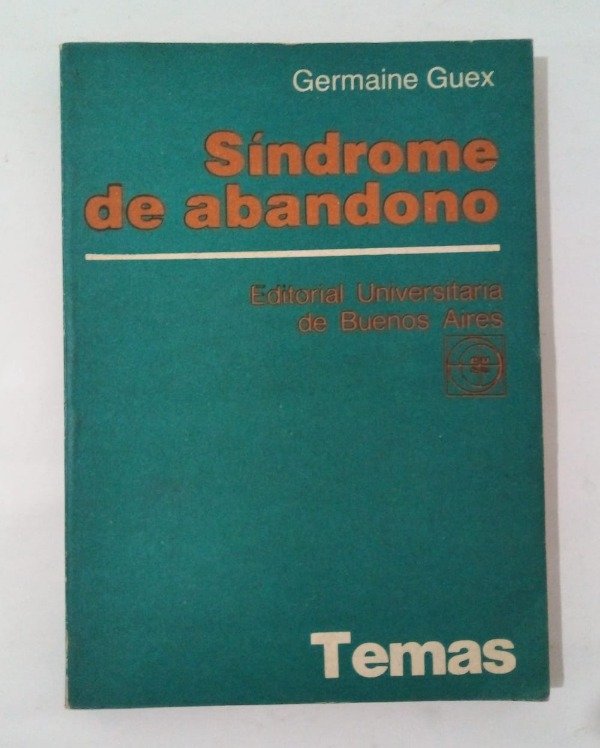 Germaine Guex
Síndrome
de abandono
Editorial Universitaria
de Buenos Aires
Temas